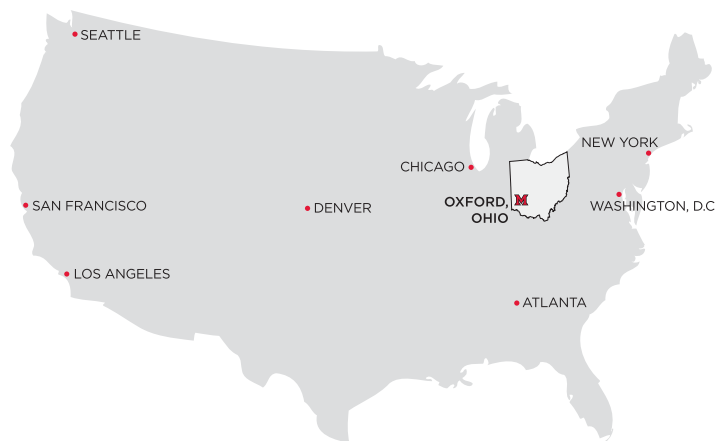 SEATTLE
NEW YORK
CHICAGO
OXFORD,
OHIO
M
SAN FRANCISCO
DENVER
WASHINGTON, D.C
LOS ANGELES
ATLANTA